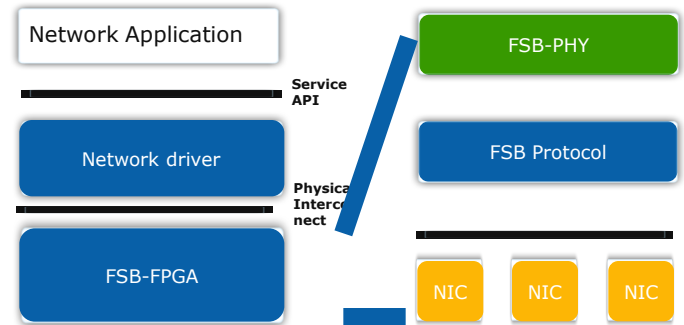 Network Application
Service
API
Network driver
Physica
Interco
nect
FSB-FPGA
FSB-PHY
FSB Protocol
NIC NIC NIC